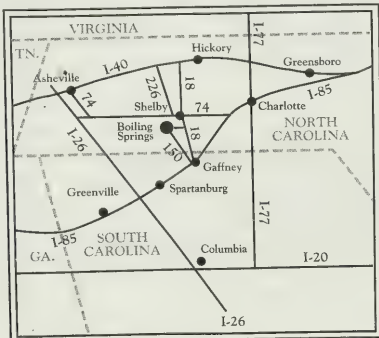 VIRGINIA
I-77
TN.
Hickory
Greensboro
I-40
Asheville
226
18
I-85
74
Shelby
74
Charlotte
Boiling
Springs
I-26
18
150
NORTH
CAROLINA
Gaffney
Spartanburg
Greenville
I-77
I-85
SOUTH
CAROLINA
Columbia
GA.
I-20
I-26